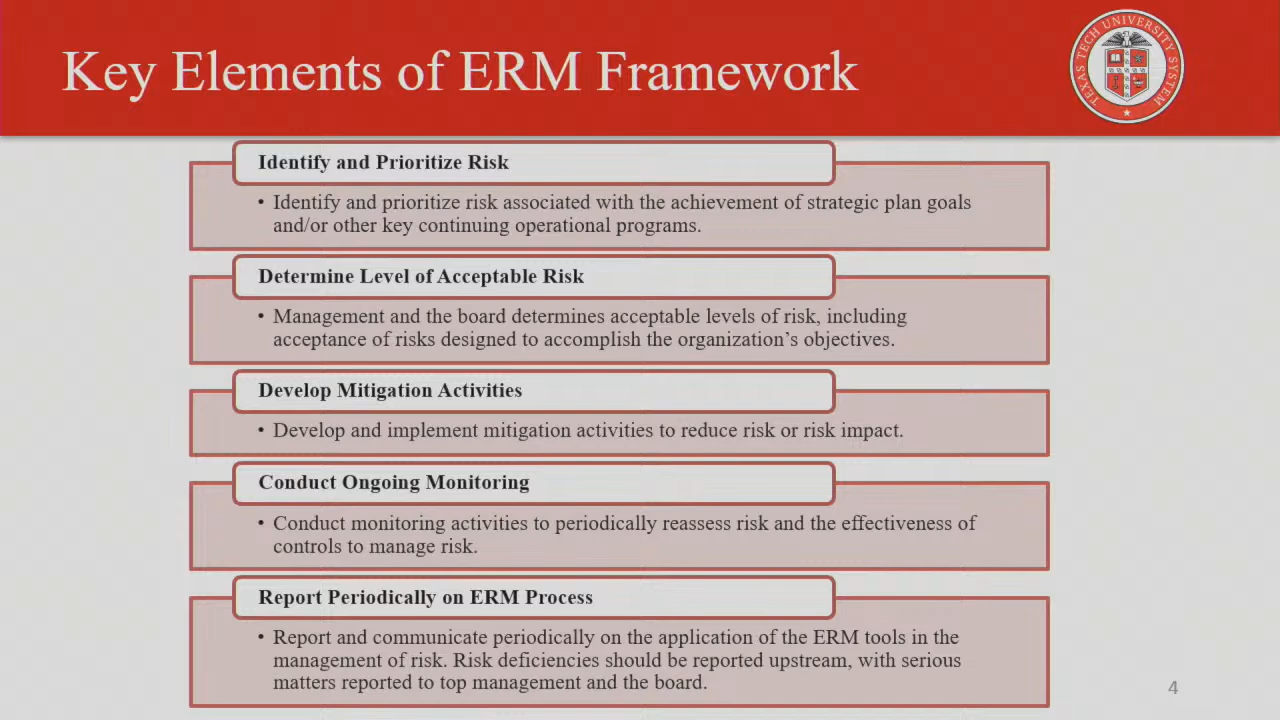 Key Elements of ERM Framework
TEXAS TECH UNIVERSITY SYSTEM
Identify and Prioritize Risk
• Identify and prioritize risk associated with the achievement of strategic plan goals
and/or other key continuing operational programs.
Determine Level of Acceptable Risk
• Management and the board determines acceptable levels of risk, including
acceptance of risks designed to accomplish the organization’s objectives.
Develop Mitigation Activities
• Develop and implement mitigation activities to reduce risk or risk impact.
Conduct Ongoing Monitoring
• Conduct monitoring activities to periodically reassess risk and the effectiveness of
controls to manage risk.
Report Periodically on ERM Process
• Report and communicate periodically on the application of the ERM tools in the
management of risk. Risk deficiencies should be reported upstream, with serious
matters reported to top management and the board.
4